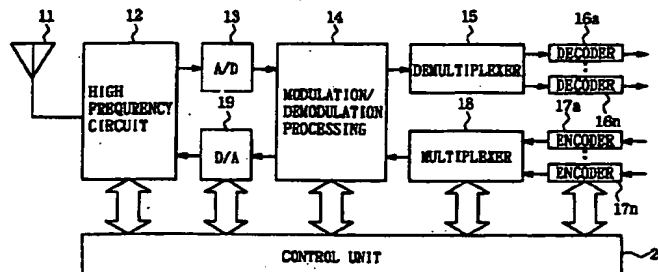 11 12 13 14 15 16a
A/D
DECODER
DEMULTIPLEXER
DECODER
HIGH
PREQURENCY
CIRCUIT
MODULATION/
DEMODULATION
PROCESSING
16n
19
18
17a
D/A
MULTIPLEXER
ENCODER
ENCODER
17n
CONTROL UNIT
2